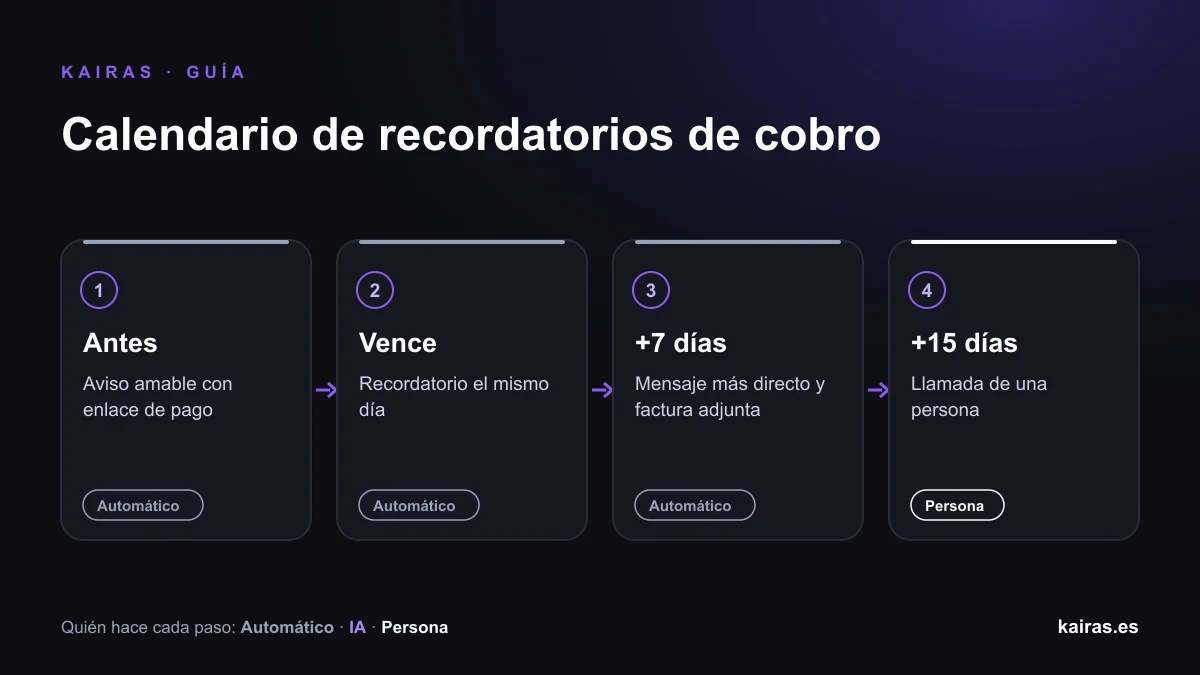 KAIRAS · GUÍA
Calendario de recordatorios de cobro
1
Antes
Aviso amable con
enlace de pago
Automático
2
Vence
Recordatorio el mismo
día
Automático
3
+7 días
Mensaje más directo y
factura adjunta
Automático
4
+15 días
Llamada de una
persona
Persona
Quién hace cada paso: Automático · IA · Persona
kairas.es